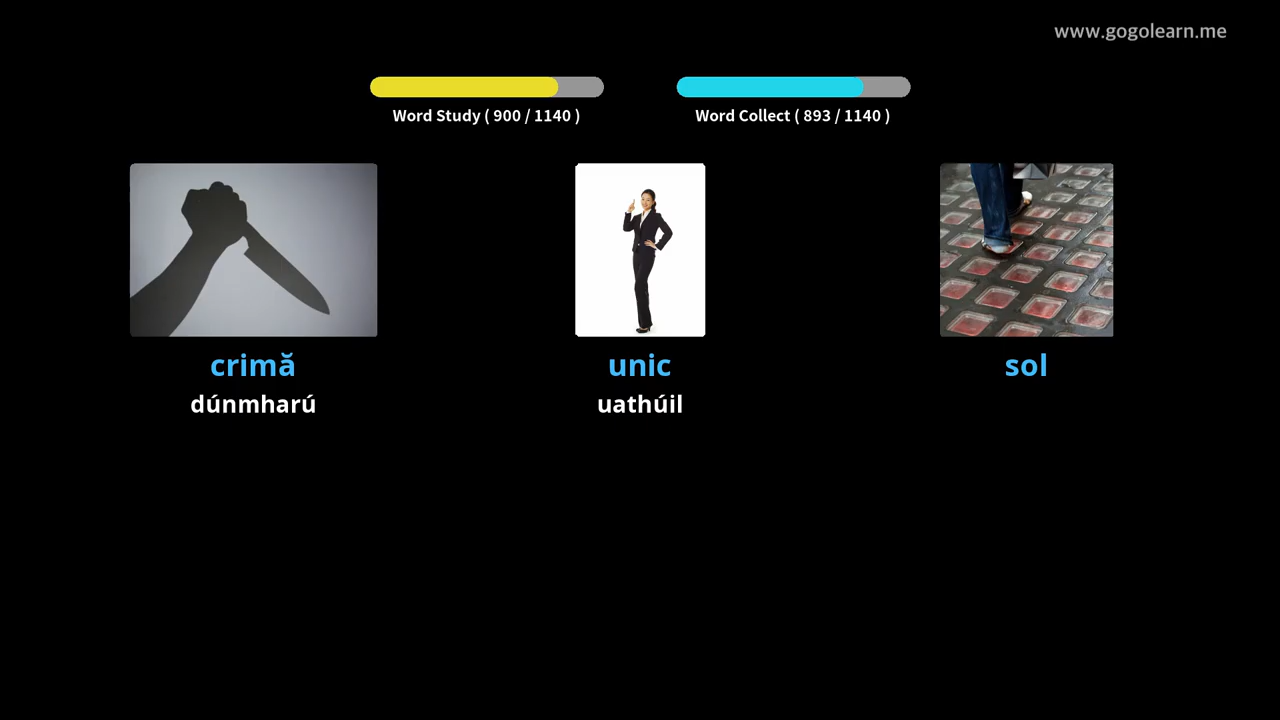 www.gogolearn.me
Word Study ( 900 / 1140 )
Word Collect ( 893 / 1140 )
crimă
unic
sol
dúnmharú
uathúil